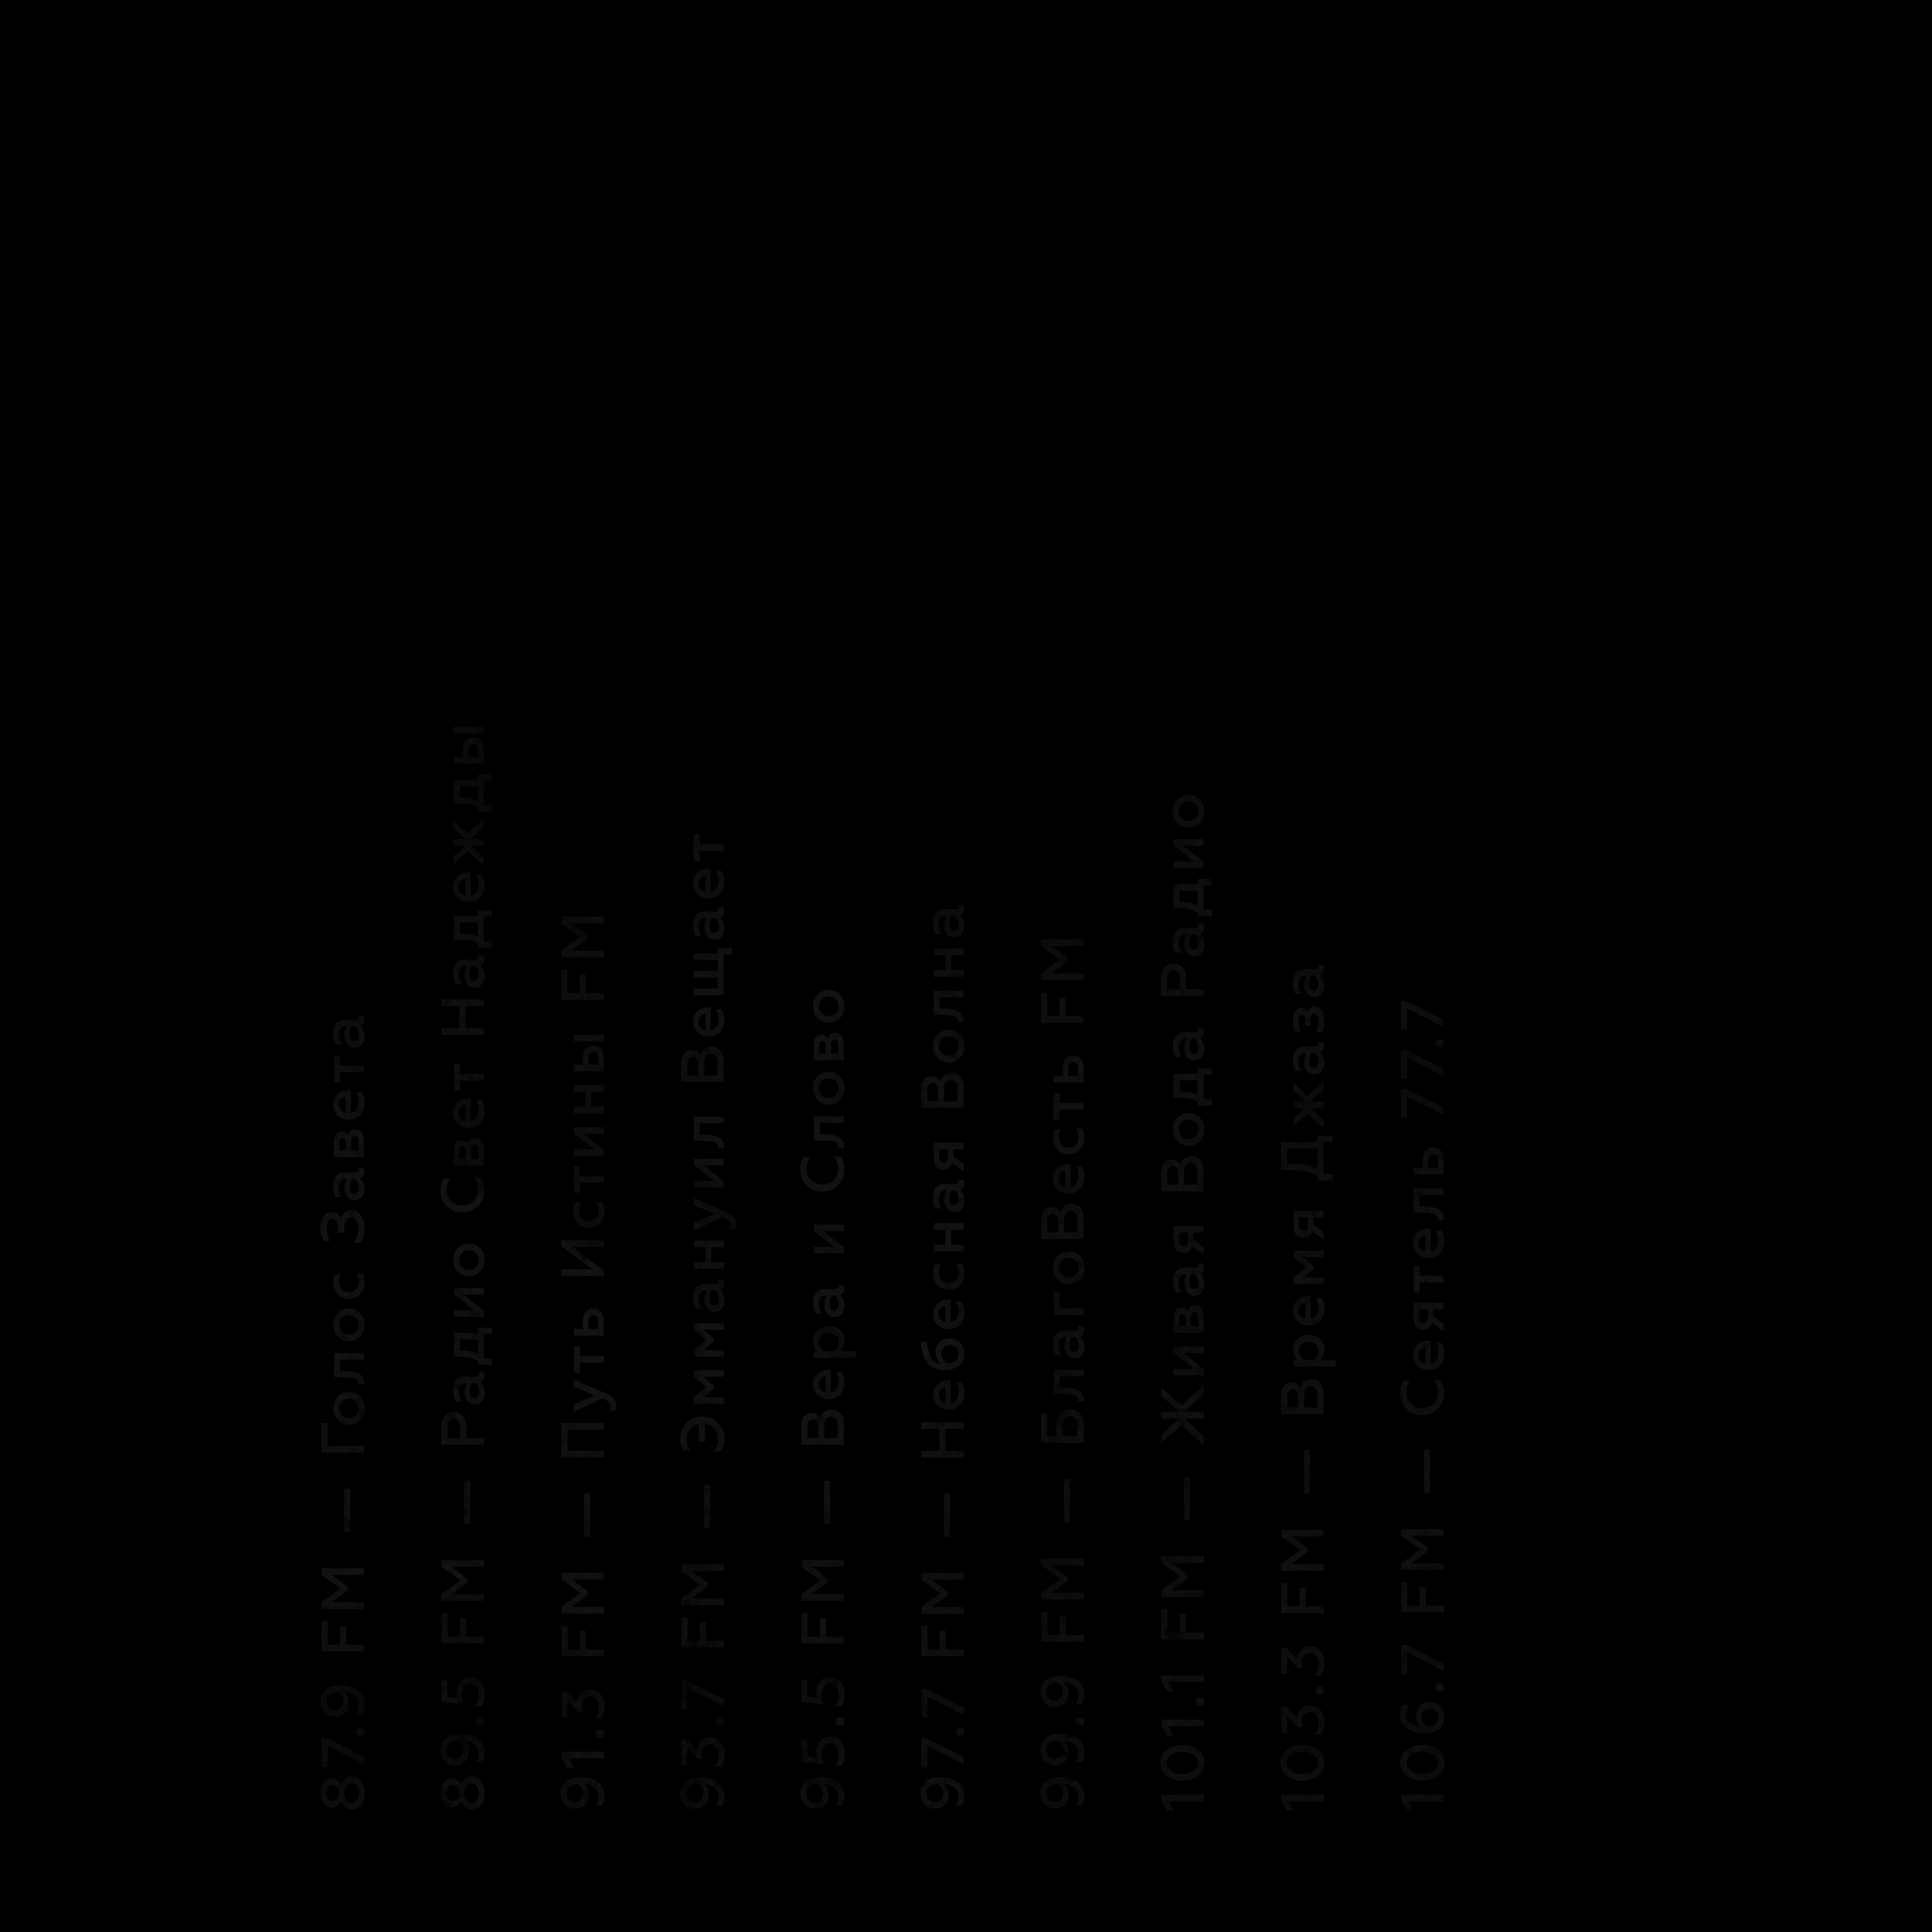 87.9 FM — Голос Завета
89.5 FM — Радио Свет Надежды
91.3 FM — Путь Истины FM
93.7 FM — Эммануил Вещает
95.5 FM — Вера и Слово
97.7 FM — Небесная Волна
99.9 FM — БлагоВесть FM
101.1 FM — Живая Вода Радио
103.3 FM — Время Джаза
106.7 FM — Сеятель 77.7